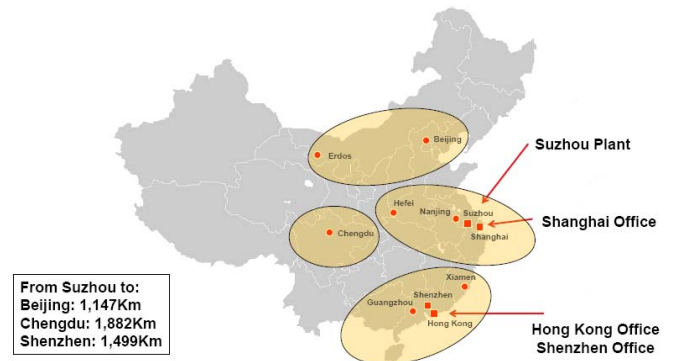 Beijing
Erdos
Suzhou Plant
Hefei
Nanjing
Suzhou
Shanghai
Shanghai Office
Chengdu
Xiamen
Shenzhen
Guangzhou
Hong Kong
From Suzhou to:
Beijing: 1,147Km
Chengdu: 1,882Km
Shenzhen: 1,499Km
Hong Kong Office
Shenzhen Office